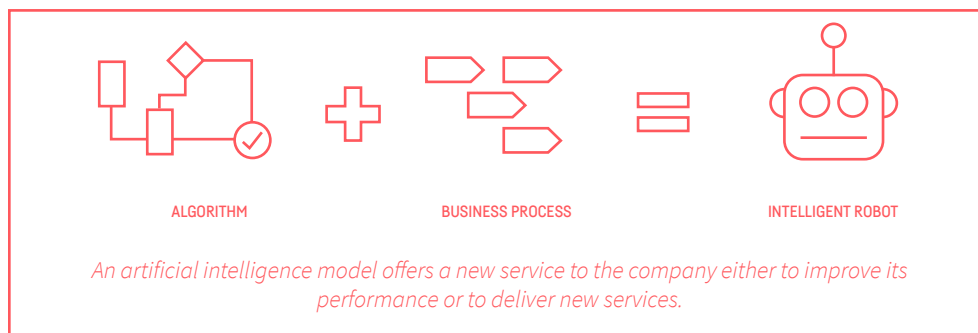 ALGORITHM
BUSINESS PROCESS
INTELLIGENT ROBOT
An artificial intelligence model offers a new service to the company either to improve its
performance or to deliver new services.